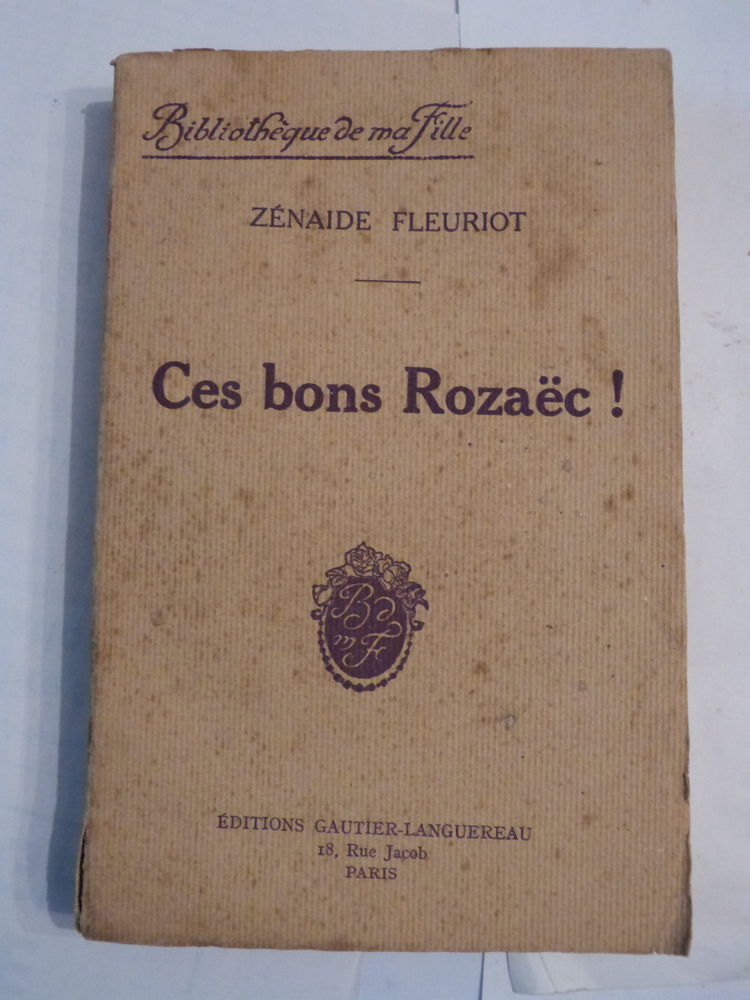 Bibliothèque de ma Fille
ZÉNAIDE FLEURIOT
Ces bons Rozaëc !
B d
m F
ÉDITIONS GAUTIER-LANGUEREAU
18, Rue Jacob
PARIS